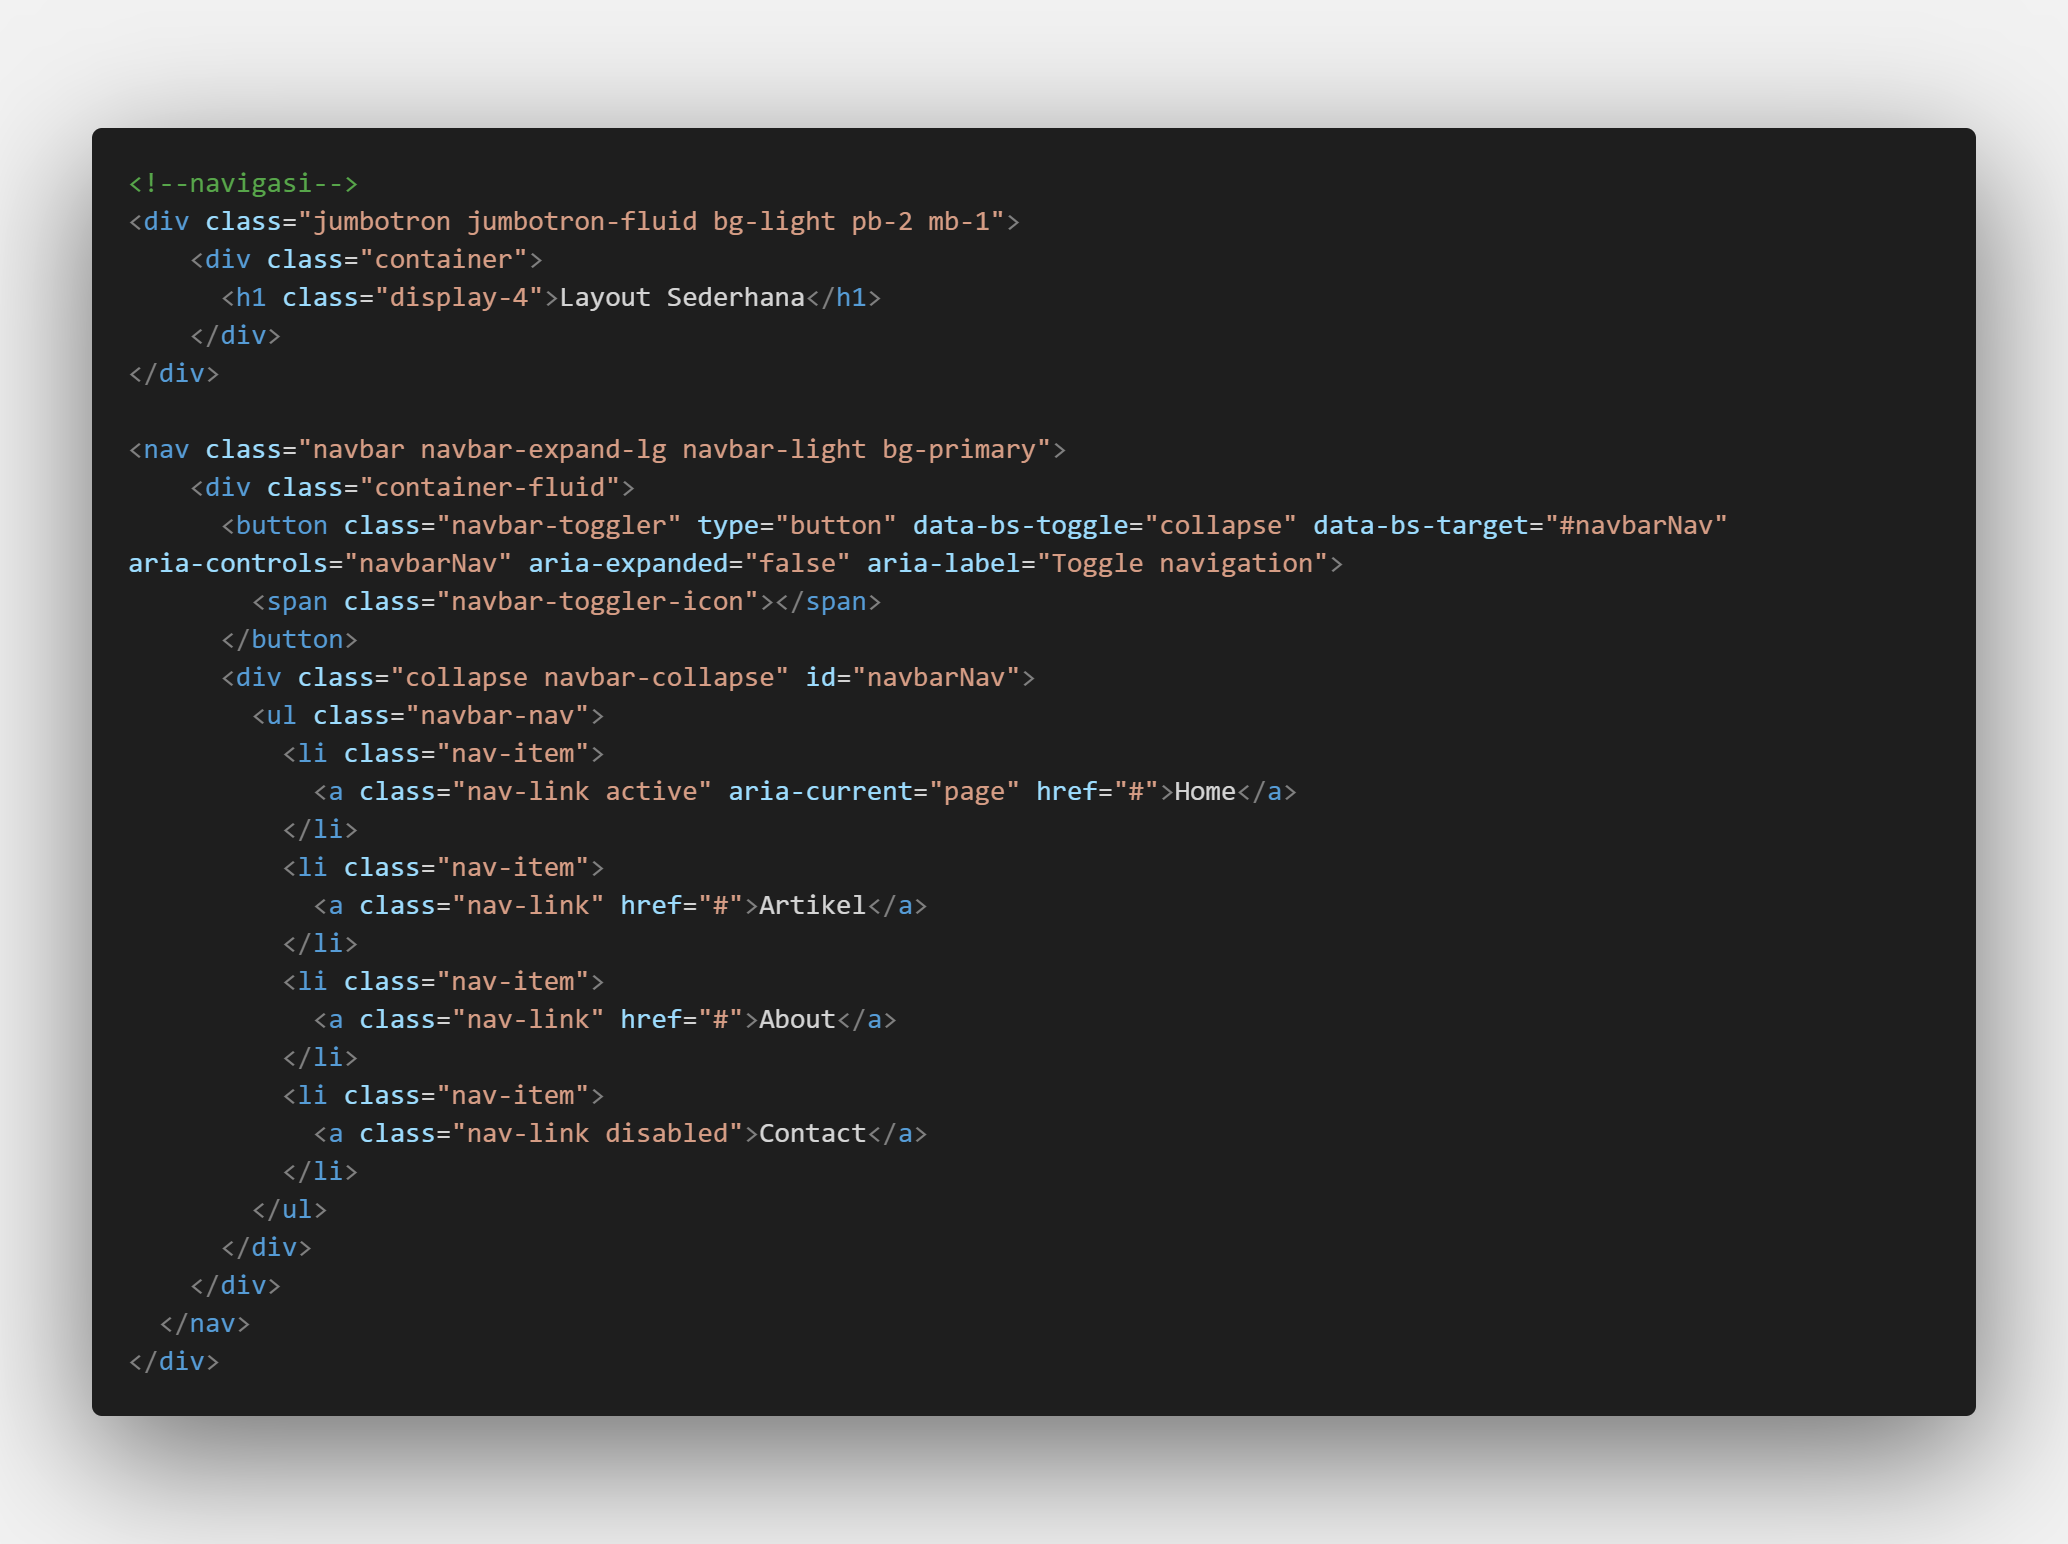 <!--navigasi-->
<div class="jumbotron jumbotron-fluid bg-light pb-2 mb-1">
    <div class="container">
      <h1 class="display-4">Layout Sederhana</h1>
    </div>
</div>

<nav class="navbar navbar-expand-lg navbar-light bg-primary">
    <div class="container-fluid">
      <button class="navbar-toggler" type="button" data-bs-toggle="collapse" data-bs-target="#navbarNav"
aria-controls="navbarNav" aria-expanded="false" aria-label="Toggle navigation">
        <span class="navbar-toggler-icon"></span>
      </button>
      <div class="collapse navbar-collapse" id="navbarNav">
        <ul class="navbar-nav">
          <li class="nav-item">
            <a class="nav-link active" aria-current="page" href="#">Home</a>
          </li>
          <li class="nav-item">
            <a class="nav-link" href="#">Artikel</a>
          </li>
          <li class="nav-item">
            <a class="nav-link" href="#">About</a>
          </li>
          <li class="nav-item">
            <a class="nav-link disabled">Contact</a>
          </li>
        </ul>
      </div>
    </div>
  </nav>
</div>